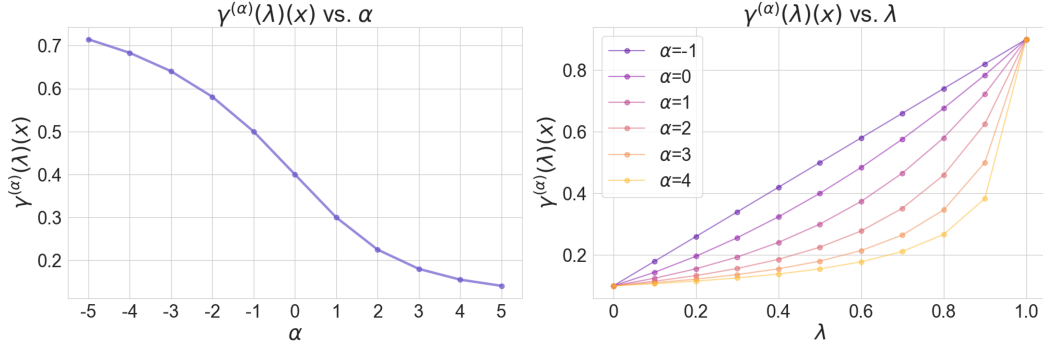 γ^(α)(λ)(x) vs. α
γ^(α)(λ)(x)
0.7
0.6
0.5
0.4
0.3
0.2
-5 -4 -3 -2 -1 0 1 2 3 4 5
α
γ^(α)(λ)(x) vs. λ
γ^(α)(λ)(x)
0.8
0.6
0.4
0.2
α=-1
α=0
α=1
α=2
α=3
α=4
0 0.2 0.4 0.6 0.8 1.0
λ